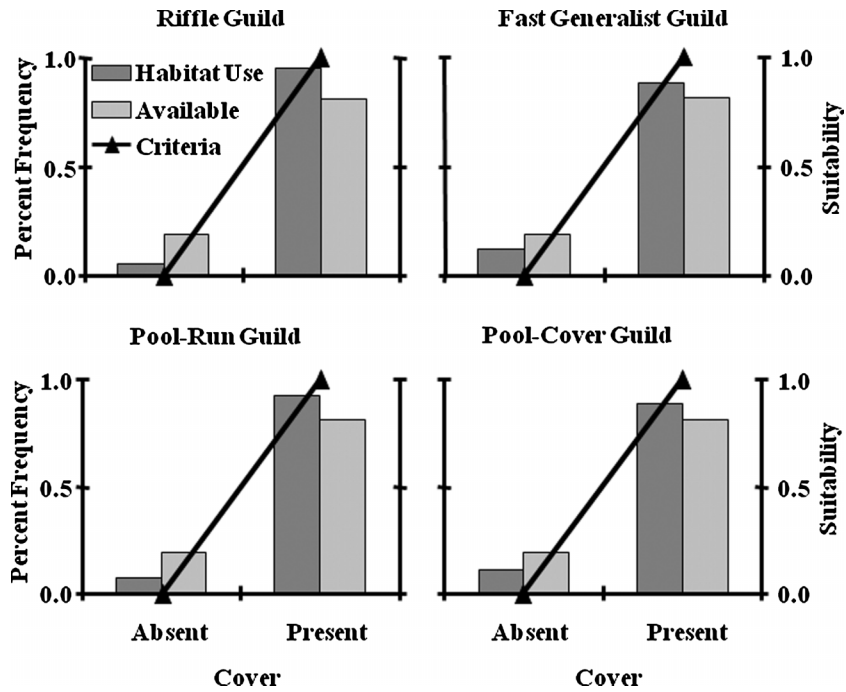 Riffle Guild
Fast Generalist Guild
Percent Frequency
1.0
0.5
0.0
Habitat Use
Available
Criteria
1.0
0.5
0.0
Suitability
Pool-Run Guild
Pool-Cover Guild
Percent Frequency
1.0
0.5
0.0
1.0
0.5
0.0
Suitability
Absent Present
Absent Present
Cover
Cover